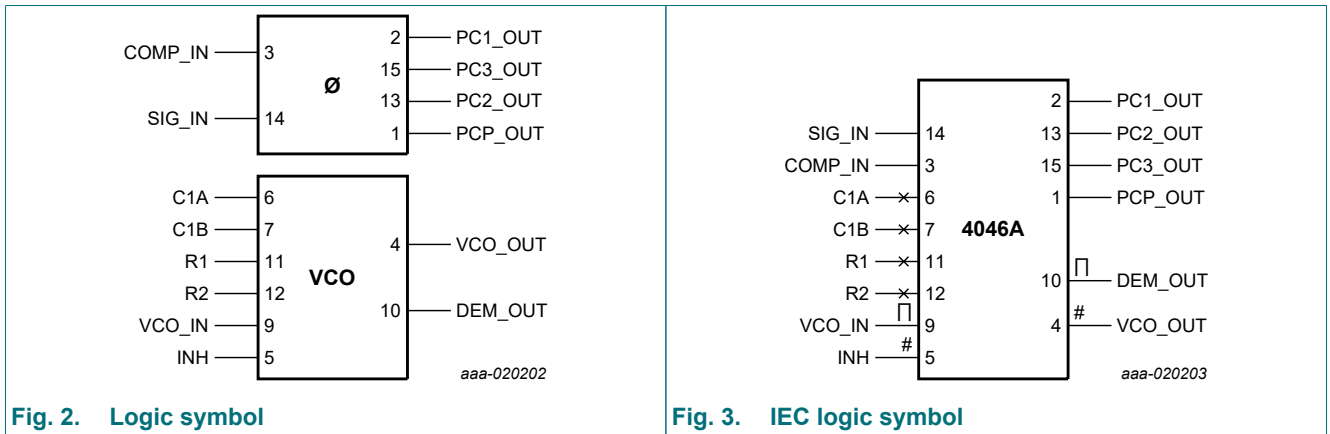 COMP_IN 3
SIG_IN 14
Ø
2 PC1_OUT
15 PC3_OUT
13 PC2_OUT
1 PCP_OUT
C1A 6
C1B 7
R1 11
R2 12
VCO_IN 9
INH 5
VCO
4 VCO_OUT
10 DEM_OUT
aaa-020202
Fig. 2. Logic symbol
SIG_IN 14
COMP_IN 3
C1A 6
C1B 7
R1 11
R2 12
VCO_IN ∏ 9
INH # 5
4046A
2 PC1_OUT
13 PC2_OUT
15 PC3_OUT
1 PCP_OUT
10 ∏ DEM_OUT
4 # VCO_OUT
aaa-020203
Fig. 3. IEC logic symbol